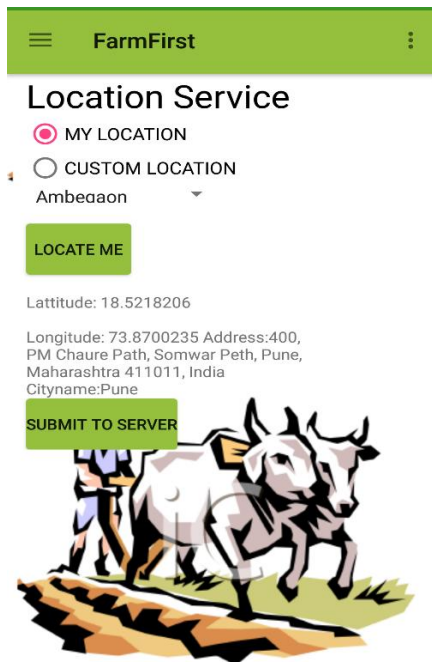 FarmFirst
Location Service
MY LOCATION
CUSTOM LOCATION
Ambegaon
LOCATE ME
Lattitude: 18.5218206
Longitude: 73.8700235 Address:400,
PM Chaure Path, Somwar Peth, Pune,
Maharashtra 411011, India
Cityname:Pune
SUBMIT TO SERVER